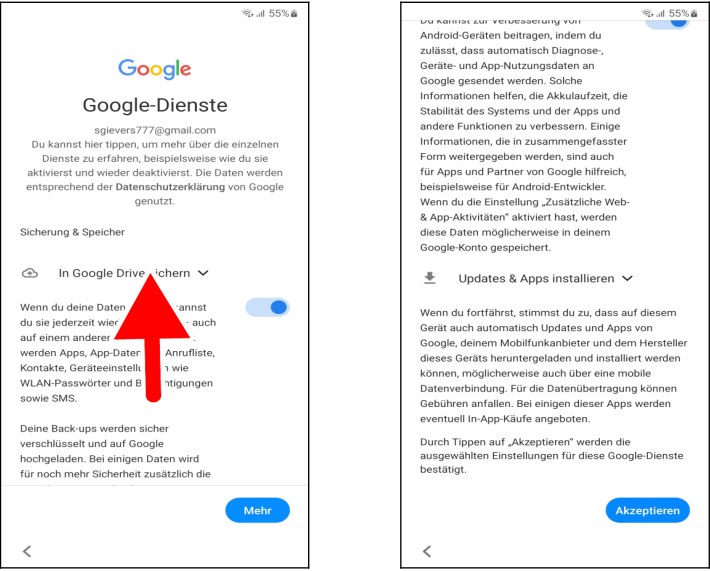 55%
Google
Google-Dienste
sgievers777@gmail.com
Du kannst hier tippen, um mehr über die einzelnen
Dienste zu erfahren, beispielsweise wie du sie
aktivierst und wieder deaktivierst. Die Daten werden
entsprechend der Datenschutzerklärung von Google
genutzt.
Sicherung & Speicher
In Google Drive sichern
Wenn du deine Daten kannst
du sie jederzeit auch
auf einem
werden Apps, Anrufliste,
Kontakte, wie
WLAN-Passwörter und
sowie SMS.
Deine Back-ups werden sicher
verschlüsselt und auf Google
hochgeladen. Bei einigen Daten wird
für noch mehr Sicherheit zusätzlich die
Mehr
55%
Du kannst zur Verbesserung von
Android-Geräten beitragen, indem du
zulässt, dass automatisch Diagnose-,
Geräte- und App-Nutzungsdaten an
Google gesendet werden. Solche
Informationen helfen, die Akkulaufzeit, die
Stabilität des Systems und der Apps und
andere Funktionen zu verbessern. Einige
Informationen, die in zusammengefasster
Form weitergegeben werden, sind auch
für Apps und Partner von Google hilfreich,
beispielsweise für Android-Entwickler.
Wenn du die Einstellung „Zusätzliche Web-
& App-Aktivitäten" aktiviert hast, werden
diese Daten möglicherweise in deinem
Google-Konto gespeichert.
Updates & Apps installieren
Wenn du fortfährst, stimmst du zu, dass auf diesem
Gerät auch automatisch Updates und Apps von
Google, deinem Mobilfunkanbieter und dem Hersteller
dieses Geräts heruntergeladen und installiert werden
können, möglicherweise auch über eine mobile
Datenverbindung. Für die Datenübertragung können
Gebühren anfallen. Bei einigen dieser Apps werden
eventuell In-App-Käufe angeboten.
Durch Tippen auf „Akzeptieren" werden die
ausgewählten Einstellungen für diese Google-Dienste
bestätigt.
Akzeptieren